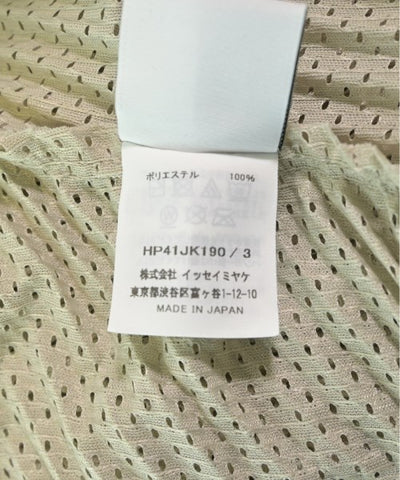 ポリエステル 100%
HP41JK190 / 3
株式会社 イッセイミヤケ
東京都渋谷区富ヶ谷1-12-10
MADE IN JAPAN